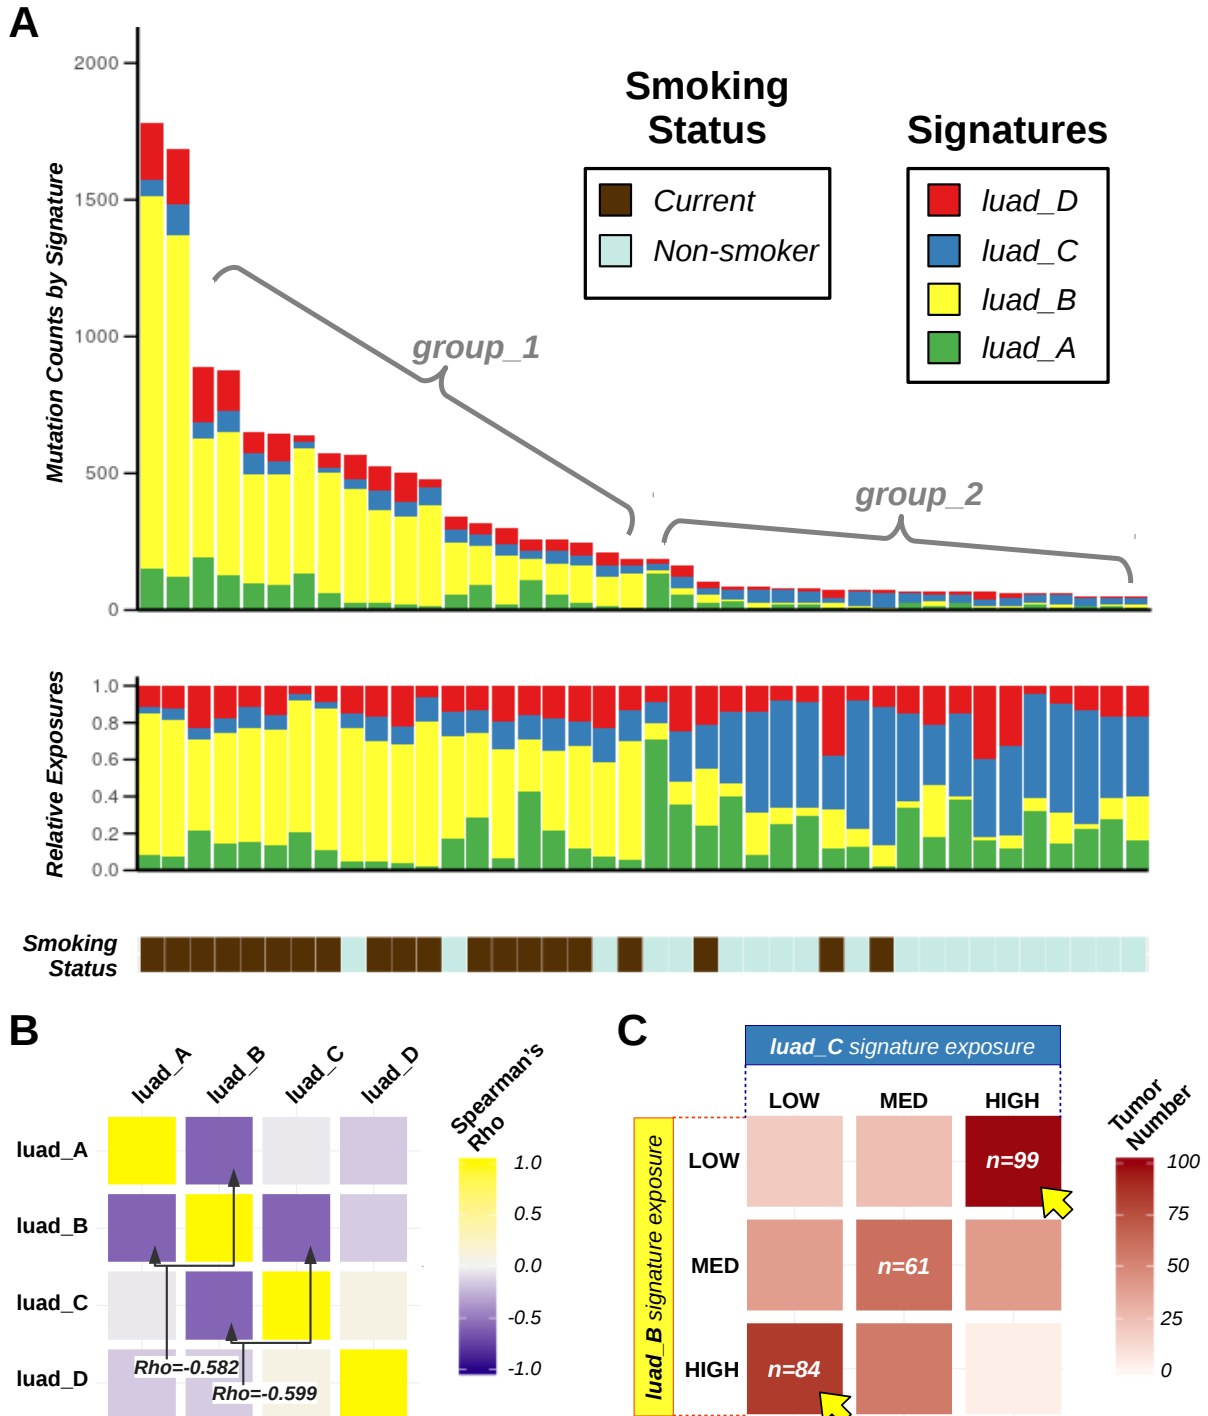 A
Smoking
Status
Current
Non-smoker
Signatures
luad_D
luad_C
luad_B
luad_A
Mutation Counts by Signature
2000
1500
1000
500
0
group_1
group_2
Relative Exposures
1.0
0.8
0.6
0.4
0.2
0.0
Smoking
Status
B
luad_A
luad_B
luad_C
luad_D
luad_A
luad_B
luad_C
luad_D
Rho=-0.582
Rho=-0.599
Spearman's
Rho
1.0
0.5
0.0
-0.5
-1.0
C
luad_C signature exposure
LOW MED HIGH
luad_B signature exposure
LOW
MED
HIGH
n=99
n=61
n=84
Tumor
Number
100
75
50
25
0